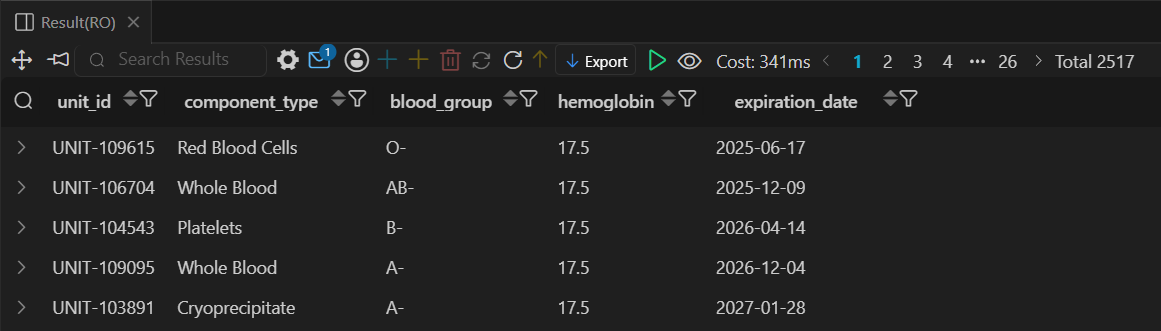 Result(RO)
Search Results 1 Export Cost: 341ms 1 2 3 4 ••• 26 Total 2517
unit_id component_type blood_group hemoglobin expiration_date
UNIT-109615 Red Blood Cells O- 17.5 2025-06-17
UNIT-106704 Whole Blood AB- 17.5 2025-12-09
UNIT-104543 Platelets B- 17.5 2026-04-14
UNIT-109095 Whole Blood A- 17.5 2026-12-04
UNIT-103891 Cryoprecipitate A- 17.5 2027-01-28